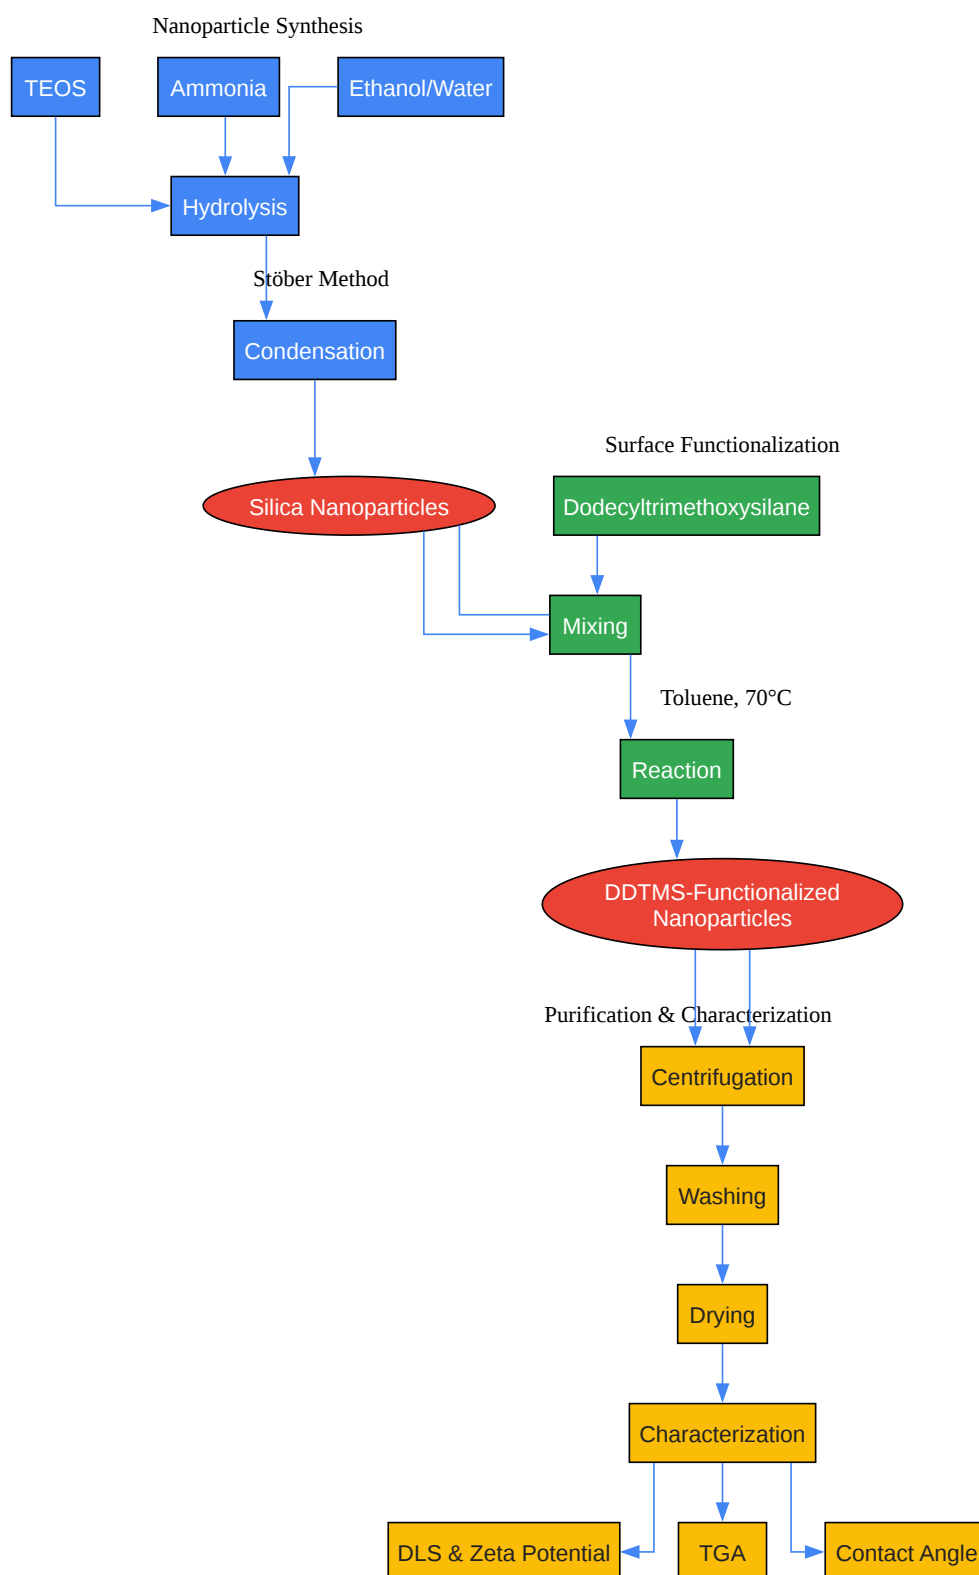 Nanoparticle Synthesis
TEOS
Ammonia
Ethanol/Water
Hydrolysis
Stöber Method
Condensation
Surface Functionalization
Silica Nanoparticles
Dodecyltrimethoxysilane
Mixing
Toluene, 70°C
Reaction
DDTMS-Functionalized
Nanoparticles
Purification & Characterization
Centrifugation
Washing
Drying
Characterization
DLS & Zeta Potential
TGA
Contact Angle